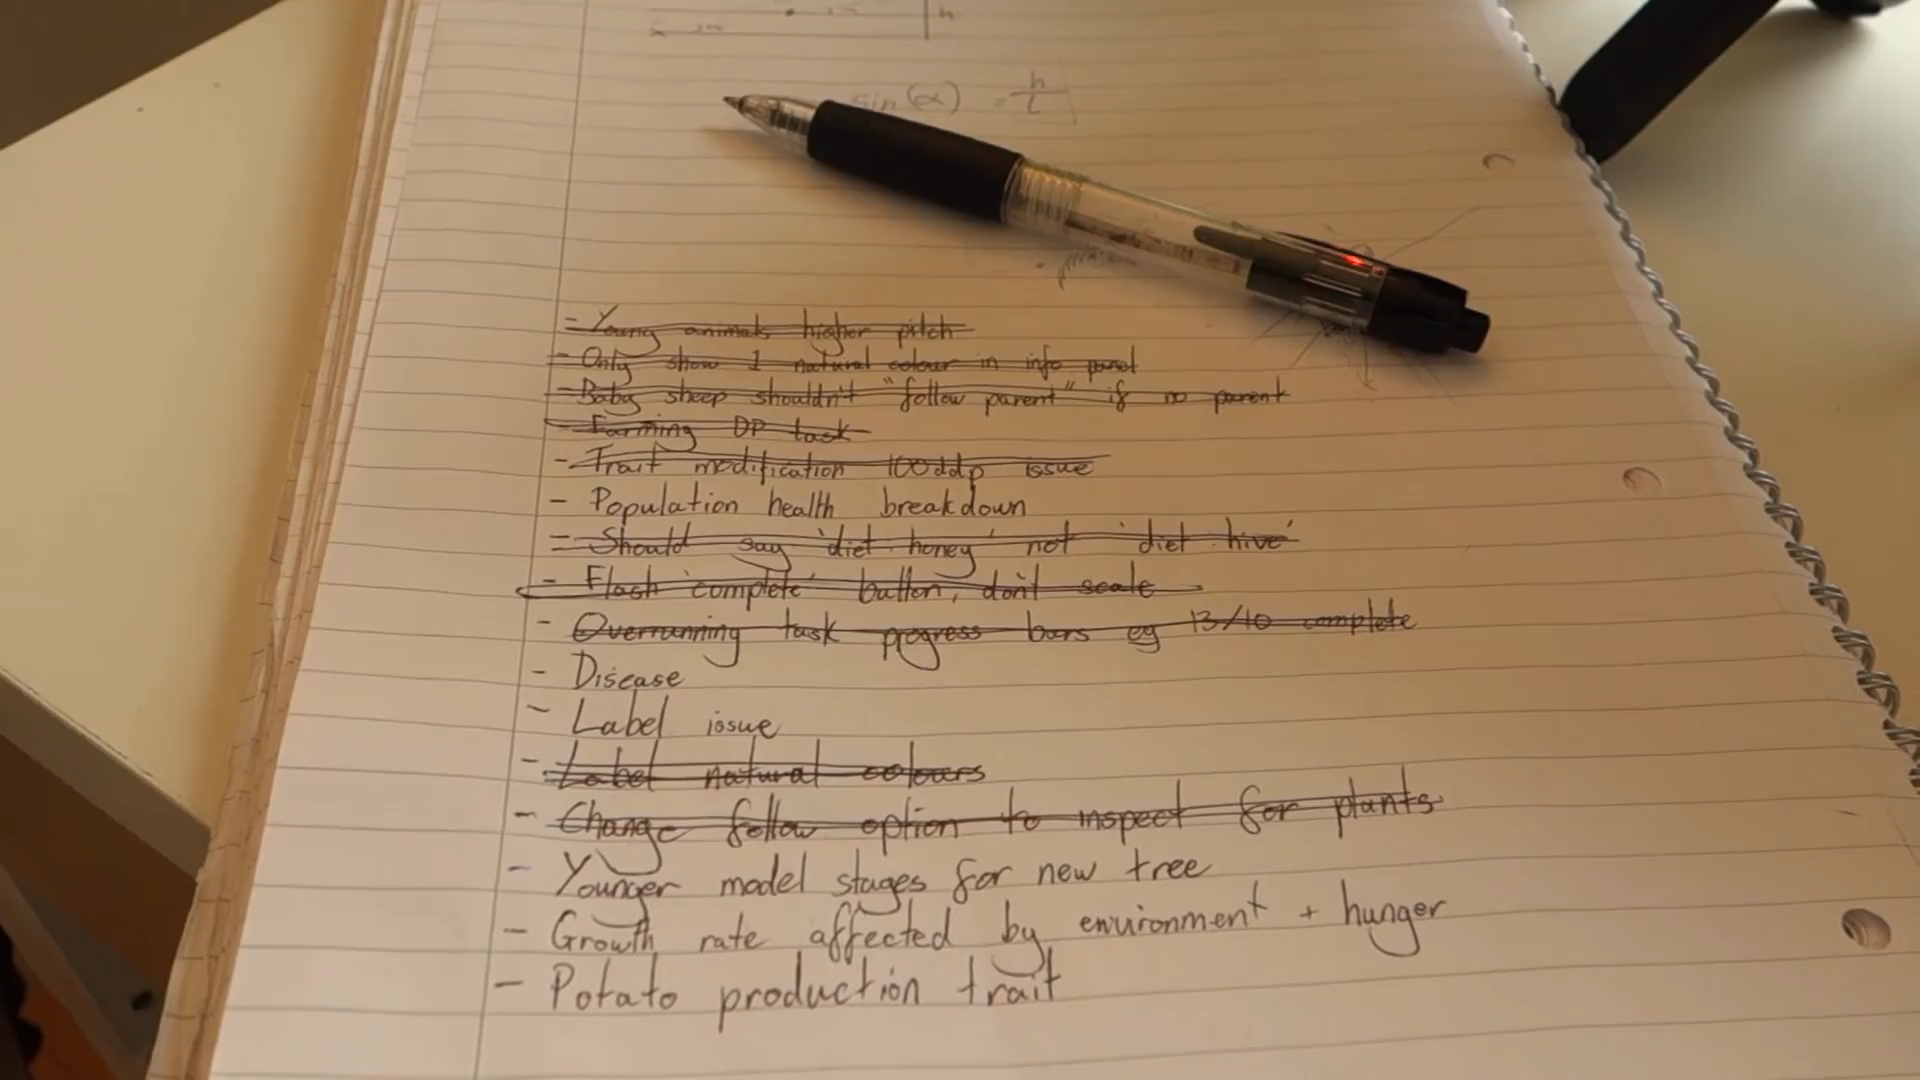 sin(α) = h/L
- Young animals higher pitch
- Only show 1 natural colour in info panel
- Baby sheep shouldn't "follow parent" if no parent
- Farming DP task
- Trait modification 100ddp issue
- Population health breakdown
- Should say 'diet honey' not 'diet hive'
- Flash 'complete' button, don't scale
- Overrunning task progress bars eg 13/10 complete
- Disease
- Label issue
- Label natural colours
- Change follow option to inspect for plants
- Younger model stages for new tree
- Growth rate affected by environment + hunger
- Potato production trait